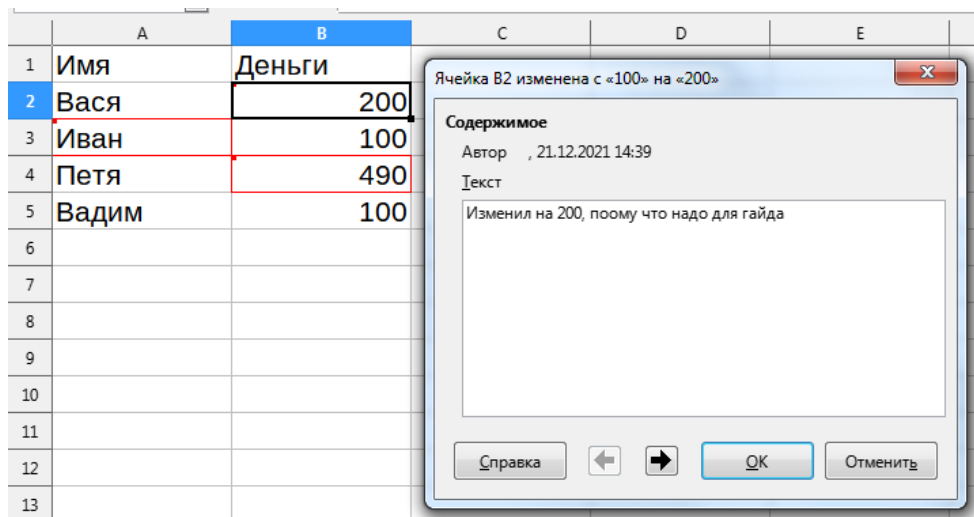 A B C D E
1 Имя Деньги
2 Вася 200
3 Иван 100
4 Петя 490
5 Вадим 100
6
7
8
9
10
11
12
13
Ячейка B2 изменена с «100» на «200»
Содержимое
Автор , 21.12.2021 14:39
Текст
Изменил на 200, поому что надо для гайда
Справка OK Отменить